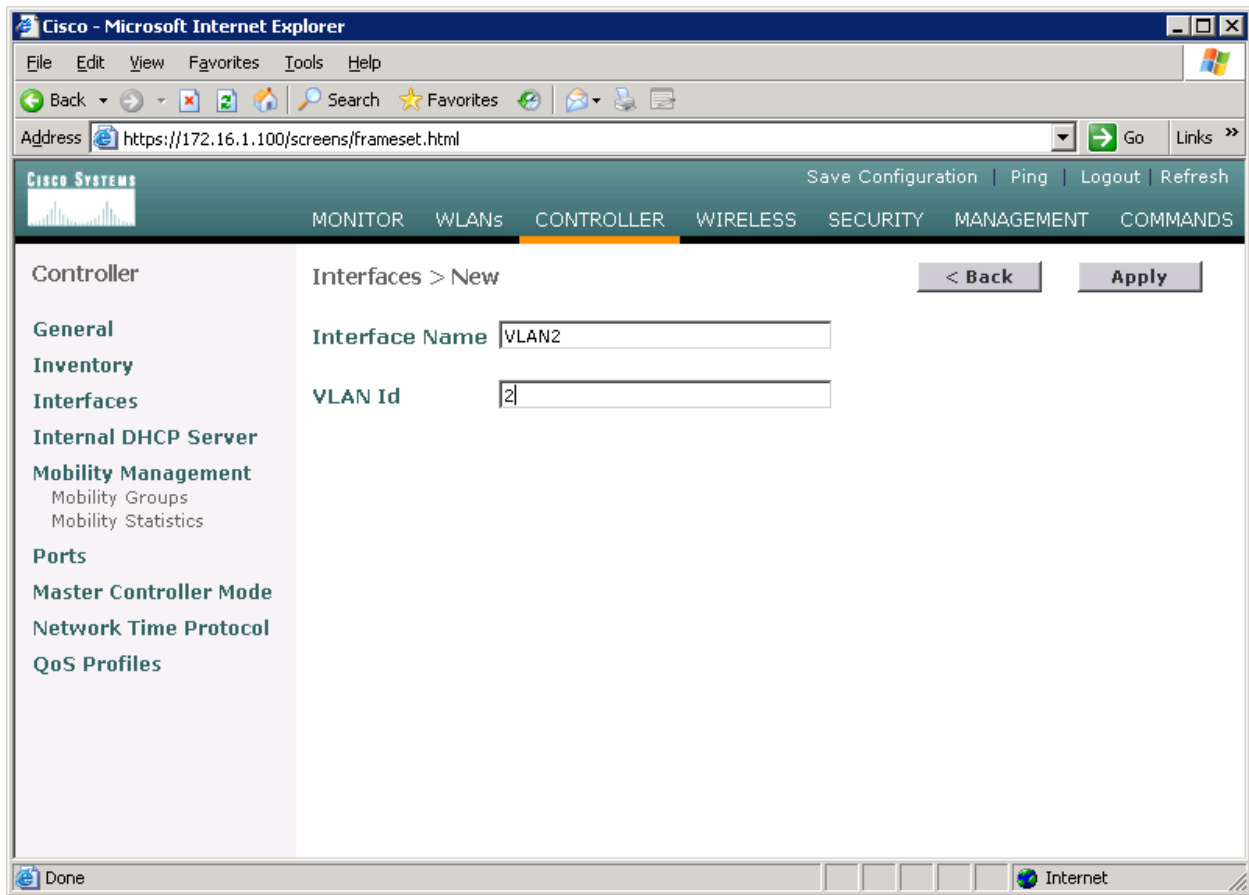 Cisco - Microsoft Internet Explorer
File Edit View Favorites Tools Help
Back Search Favorites
Address https://172.16.1.100/screens/frameset.html Go Links »
CISCO SYSTEMS
Save Configuration | Ping | Logout | Refresh
MONITOR WLANs CONTROLLER WIRELESS SECURITY MANAGEMENT COMMANDS
Controller
General
Inventory
Interfaces
Internal DHCP Server
Mobility Management
Mobility Groups
Mobility Statistics
Ports
Master Controller Mode
Network Time Protocol
QoS Profiles
Interfaces > New
< Back Apply
Interface Name VLAN2
VLAN Id 2
Done Internet